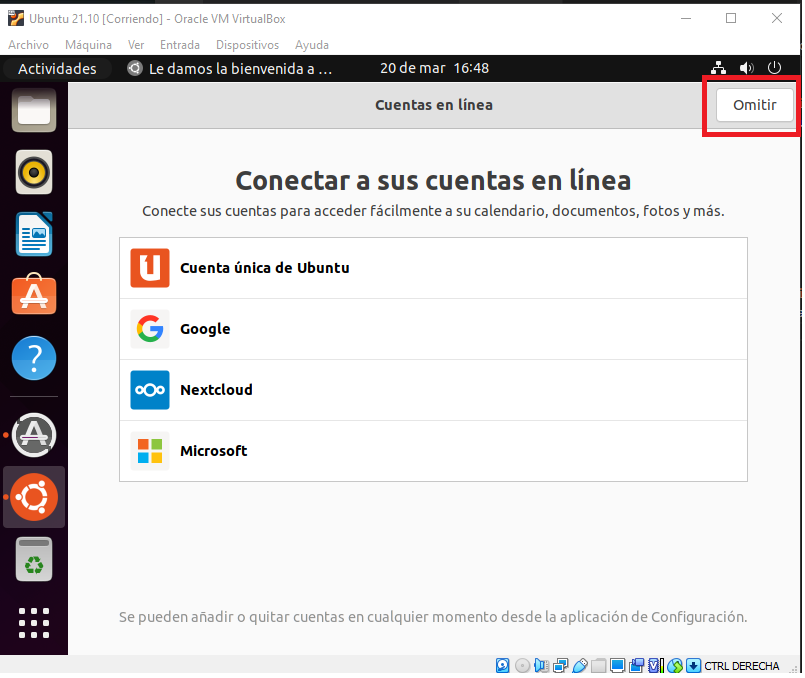 Ubuntu 21.10 [Corriendo] - Oracle VM VirtualBox
Archivo Máquina Ver Entrada Dispositivos Ayuda
Actividades Le damos la bienvenida a ... 20 de mar 16:48
Cuentas en línea Omitir
Conectar a sus cuentas en línea
Conecte sus cuentas para acceder fácilmente a su calendario, documentos, fotos y más.
Cuenta única de Ubuntu
Google
Nextcloud
Microsoft
Se pueden añadir o quitar cuentas en cualquier momento desde la aplicación de Configuración.
CTRL DERECHA